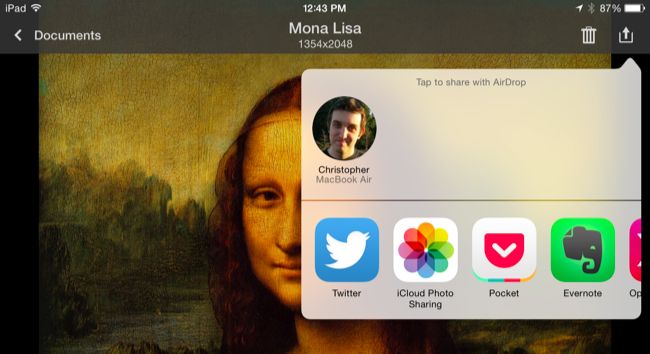 iPad 12:43 PM 87%
Documents Mona Lisa
1354x2048
Tap to share with AirDrop
Christopher
MacBook Air
Twitter iCloud Photo Pocket Evernote Op
Sharing